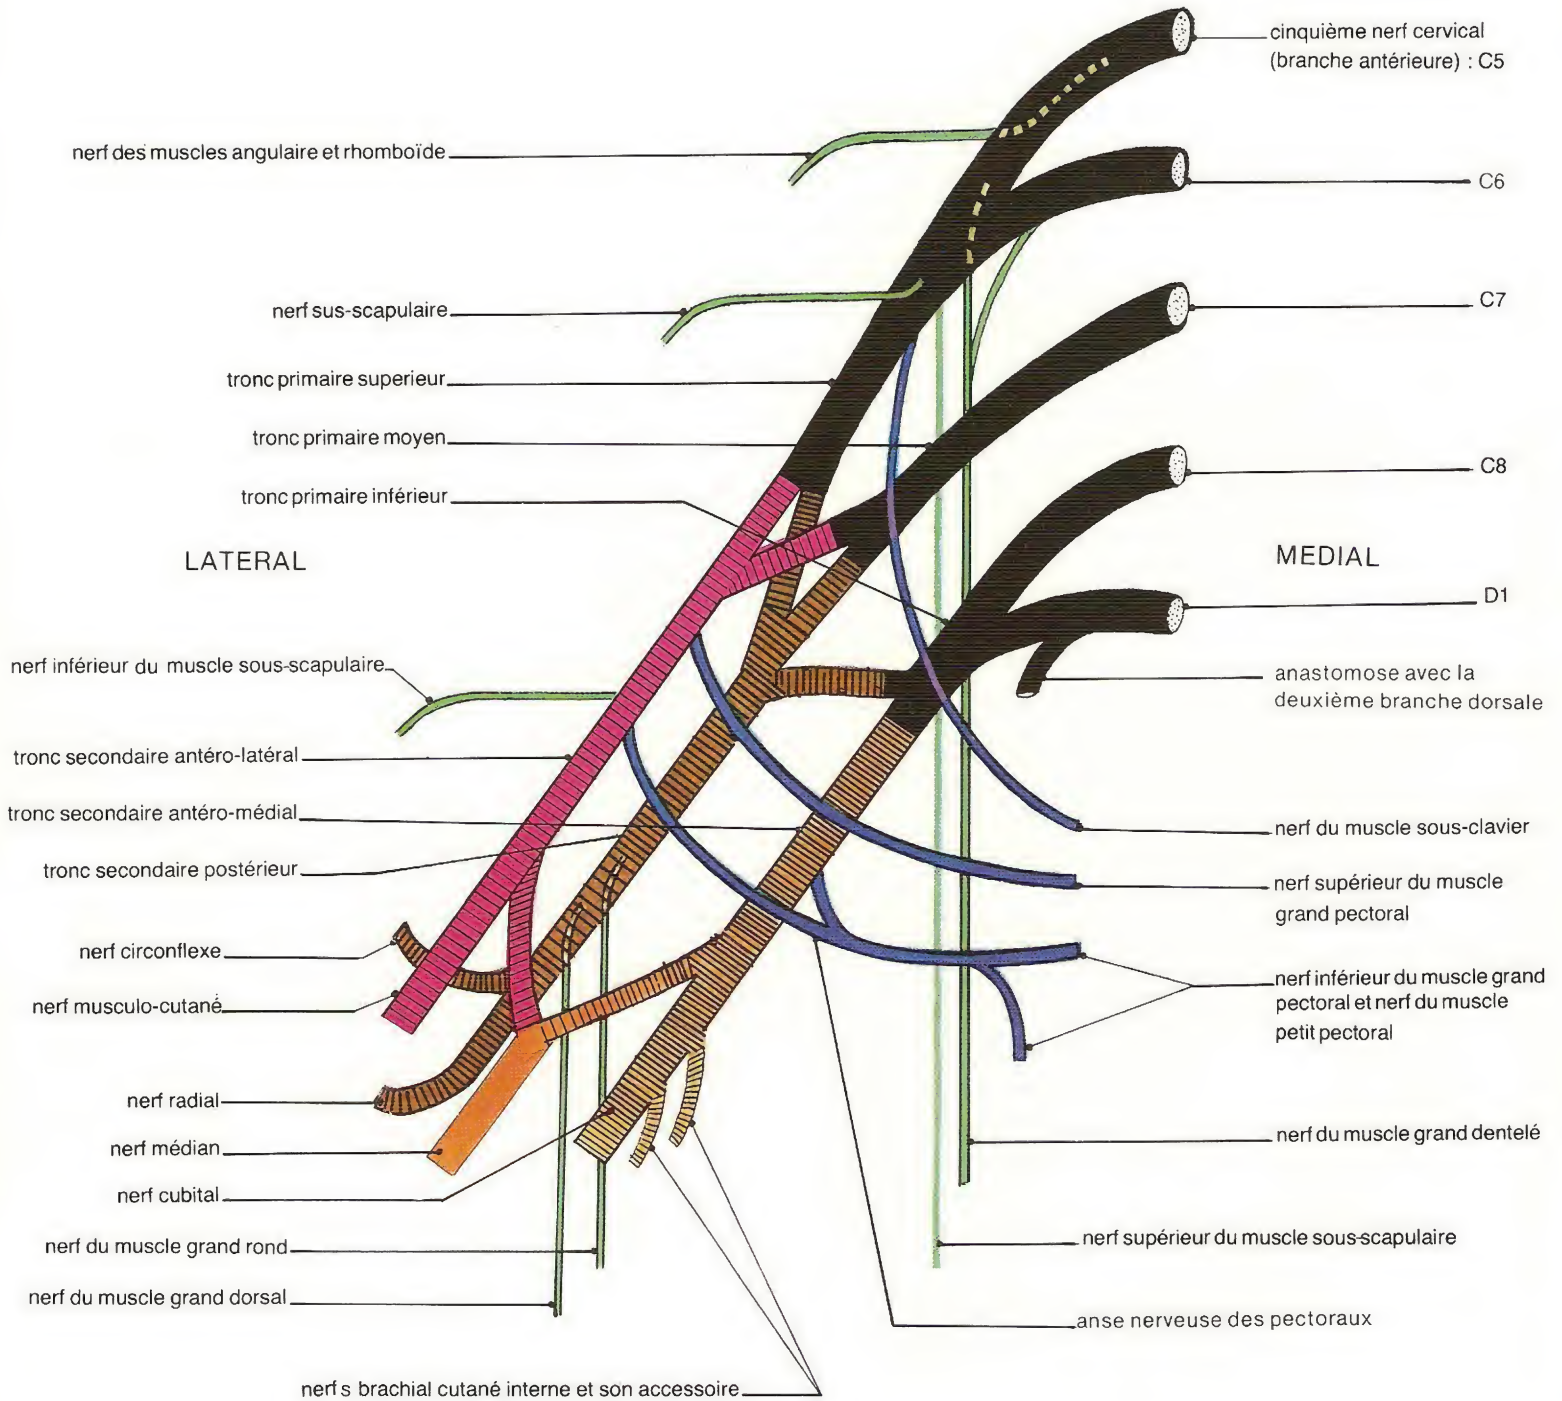 cinquième nerf cervical
(branche antérieure) : C5
nerf des muscles angulaire et rhomboïde
C6
nerf sus-scapulaire
C7
tronc primaire superieur
tronc primaire moyen
C8
tronc primaire inférieur
LATERAL
MEDIAL
D1
nerf inférieur du muscle sous-scapulaire
anastomose avec la
deuxième branche dorsale
tronc secondaire antéro-latéral
tronc secondaire antéro-médial
nerf du muscle sous-clavier
tronc secondaire postérieur
nerf supérieur du muscle
grand pectoral
nerf circonflexe
nerf inférieur du muscle grand
pectoral et nerf du muscle
petit pectoral
nerf musculo-cutané
nerf radial
nerf médian
nerf du muscle grand dentelé
nerf cubital
nerf du muscle grand rond
nerf supérieur du muscle sous-scapulaire
nerf du muscle grand dorsal
anse nerveuse des pectoraux
nerfs brachial cutané interne et son accessoire